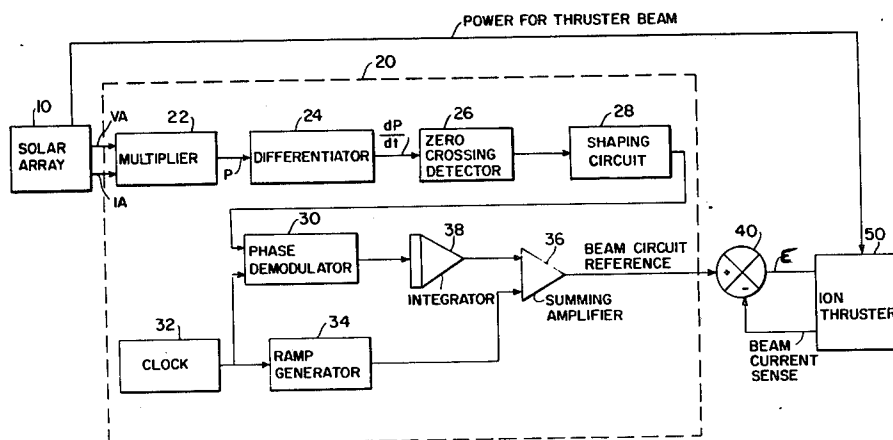 POWER FOR THRUSTER BEAM
20
10
SOLAR
ARRAY
VA
IA
22
MULTIPLIER
P
24
DIFFERENTIATOR
dP
dt
26
ZERO
CROSSING
DETECTOR
28
SHAPING
CIRCUIT
30
PHASE
DEMODULATOR
38
INTEGRATOR
36
SUMMING
AMPLIFIER
BEAM CIRCUIT
REFERENCE
40
+
-
E
50
ION
THRUSTER
BEAM
CURRENT
SENSE
32
CLOCK
34
RAMP
GENERATOR